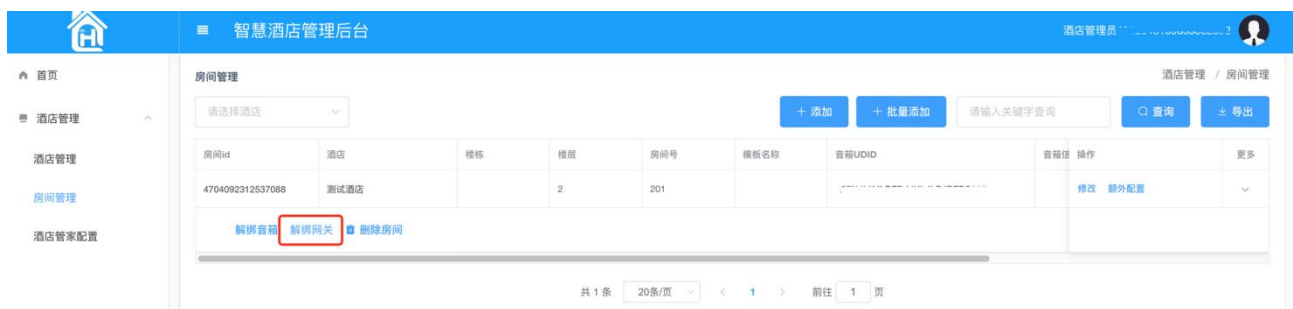 智慧酒店管理后台
酒店管理员
首页
酒店管理
酒店管理
房间管理
酒店管家配置
房间管理
酒店管理 / 房间管理
请选择酒店
+ 添加
+ 批量添加
请输入关键字查询
查询
导出
房间id 酒店 楼栋 楼层 房间号 模板名称 音箱UDID 音箱信 操作 更多
4704092312537088 测试酒店 2 201 修改 额外配置
解绑音箱 解绑网关 删除房间
共 1 条 20条/页 < 1 > 前往 1 页